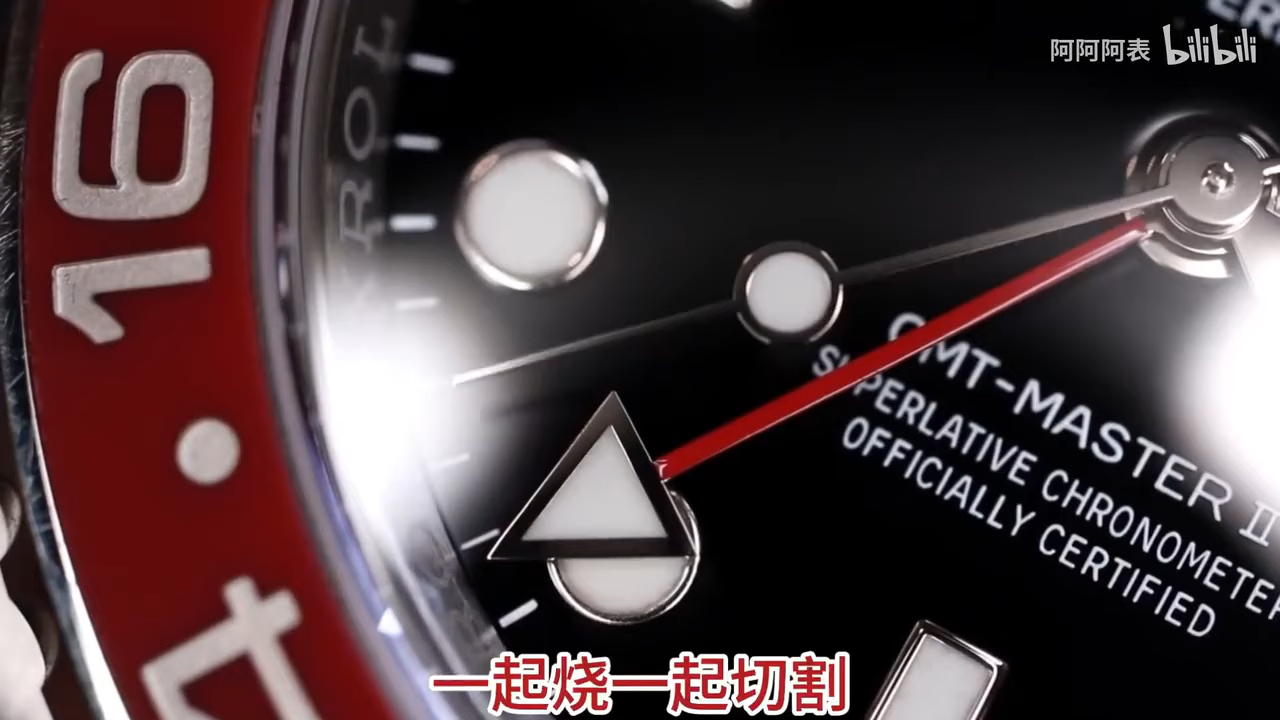 阿阿阿表 bilibili
16
GMT-MASTER II
SUPERLATIVE CHRONOMETER
OFFICIALLY CERTIFIED
一起烧一起切割